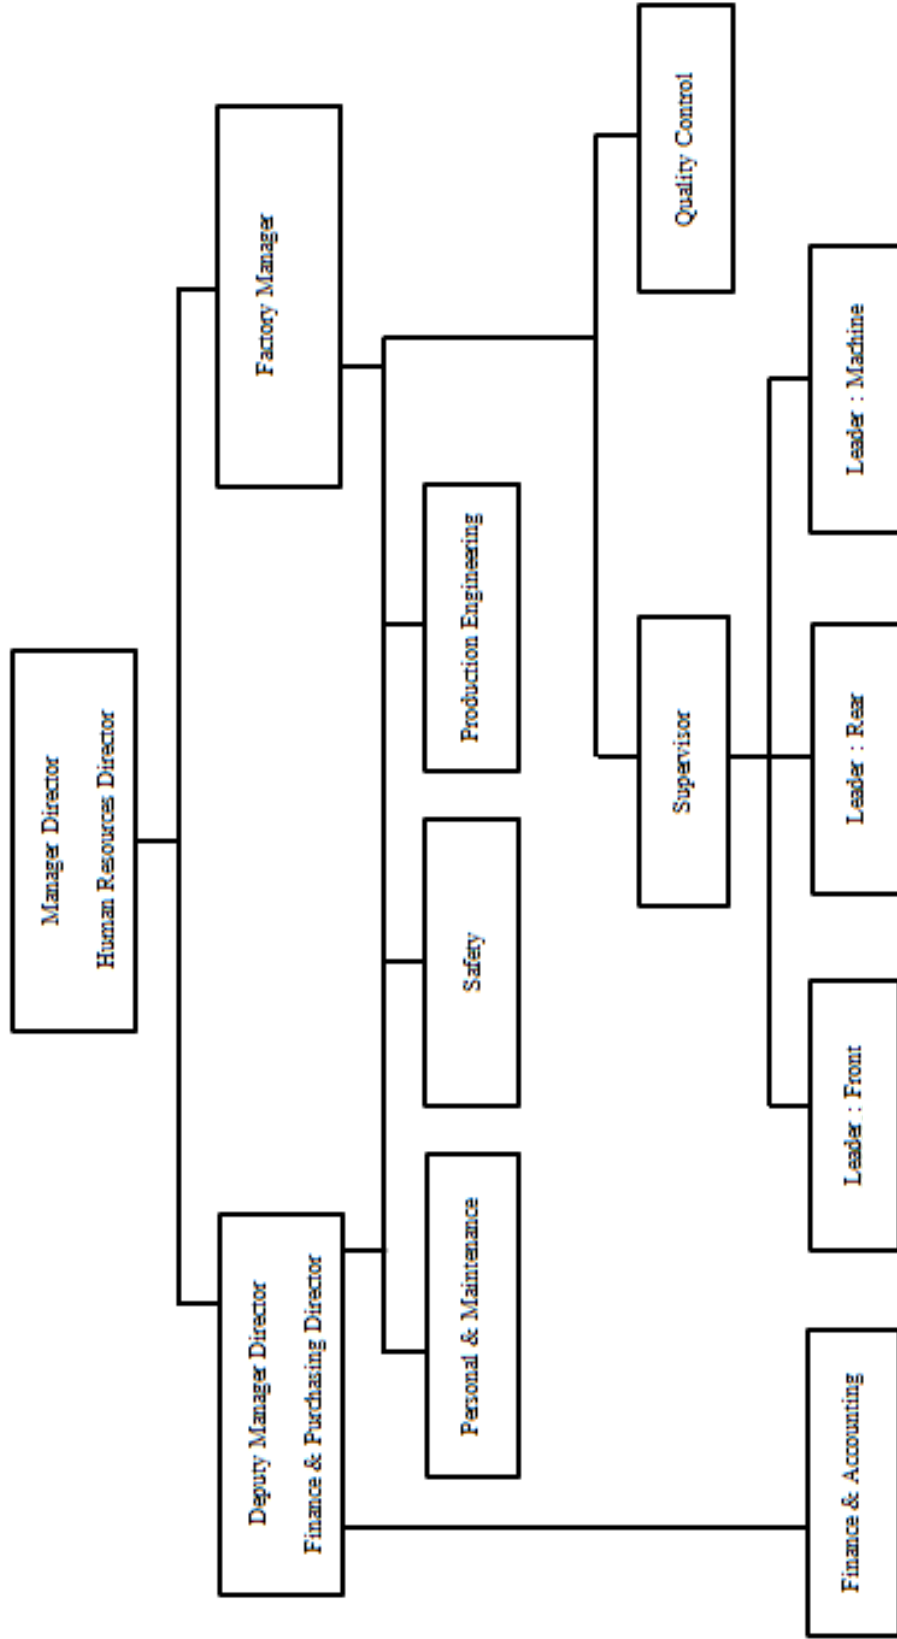 Manager Director
Human Resources Director
Deputy Manager Director
Finance & Purchasing Director
Factory Manager
Personal & Maintenance
Safety
Production Engineering
Supervisor
Quality Control
Finance & Accounting
Leader : Front
Leader : Rear
Leader : Machine